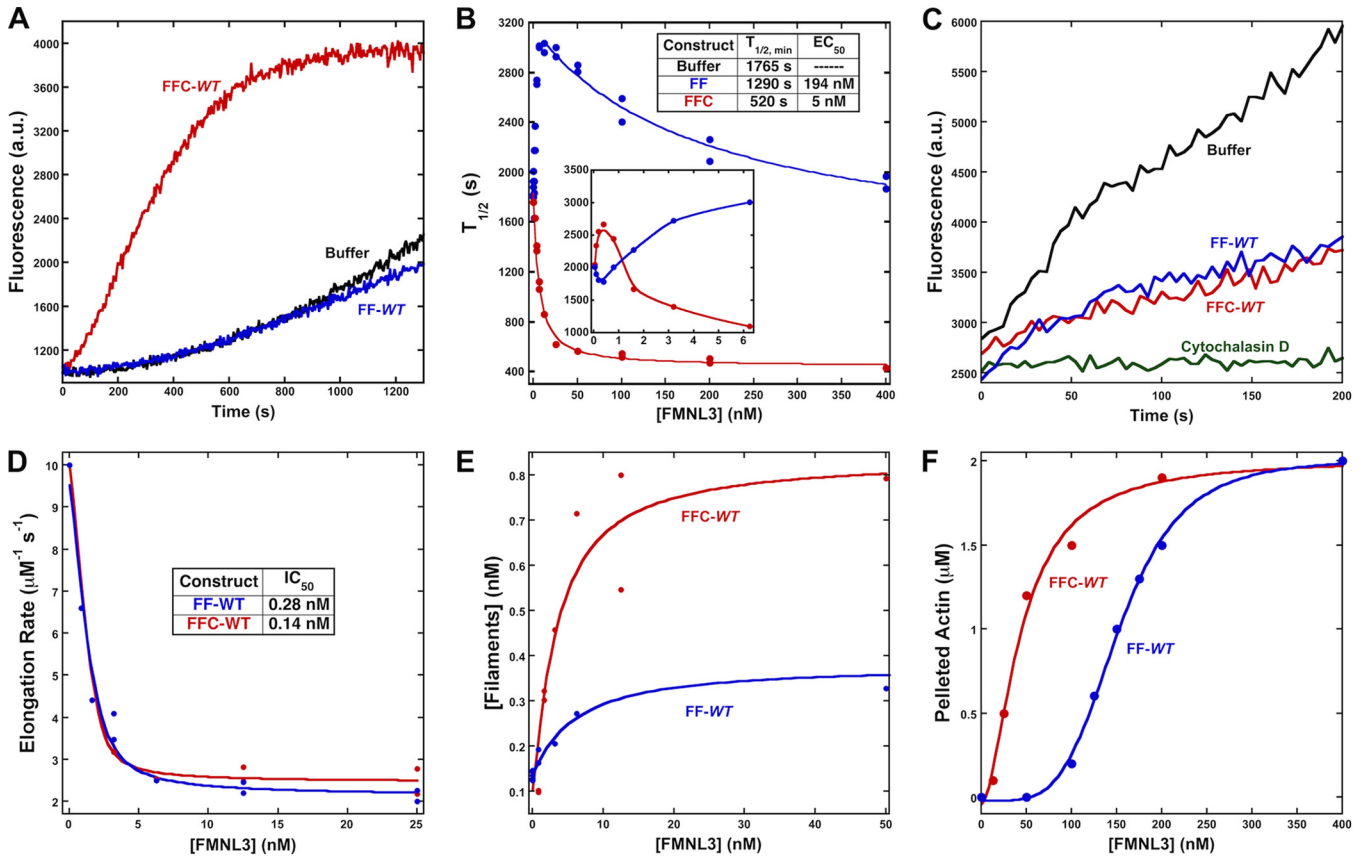 A
Fluorescence (a.u.)
4000
3400
2800
2200
1600
1000
FFC-WT
Buffer
FF-WT
0 200 400 600 800 1000 1200
Time (s)
B
T1/2 (s)
3200
2800
2400
2000
1600
1200
800
400
Construct T1/2, min EC50
Buffer 1765 s ------
FF 1290 s 194 nM
FFC 520 s 5 nM
3500
3000
2500
2000
1500
1000
0 1 2 3 4 5 6
0 100 200 300 400
[FMNL3] (nM)
C
Fluorescence (a.u.)
6000
5500
5000
4500
4000
3500
3000
2500
Buffer
FF-WT
FFC-WT
Cytochalasin D
0 50 100 150 200
Time (s)
D
Elongation Rate (μM-1 s-1)
10
9
8
7
6
5
4
3
2
Construct IC50
FF-WT 0.28 nM
FFC-WT 0.14 nM
0 5 10 15 20 25
[FMNL3] (nM)
E
[Filaments] (nM)
0.8
0.7
0.6
0.5
0.4
0.3
0.2
0.1
FFC-WT
FF-WT
0 10 20 30 40 50
[FMNL3] (nM)
F
Pelleted Actin (μM)
2
1.5
1
0.5
0
FFC-WT
FF-WT
0 50 100 150 200 250 300 350 400
[FMNL3] (nM)